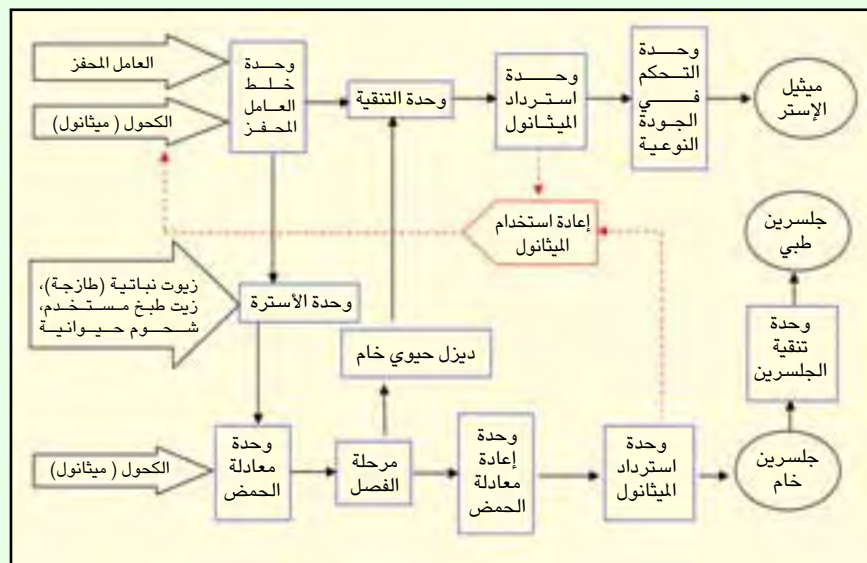 العامل المحفز
الكحول (ميثانول)
وحدة
خلط
العامل
المحفز
وحدة التنقية
وحدة
استرداد
الميثانول
وحدة
التحكم
في
الجودة
النوعية
ميثيل
الإستر
إعادة استخدام
الميثانول
زيوت نباتية (طازجة)،
زيت طبخ مستخدم،
شحوم حيوانية
وحدة الأسترة
ديزل حيوي خام
جلسرين
طبي
وحدة
تنقية
الجلسرين
الكحول (ميثانول)
وحدة
معادلة
الحمض
مرحلة
الفصل
وحدة
إعادة
معادلة
الحمض
وحدة
استرداد
الميثانول
جلسرين
خام